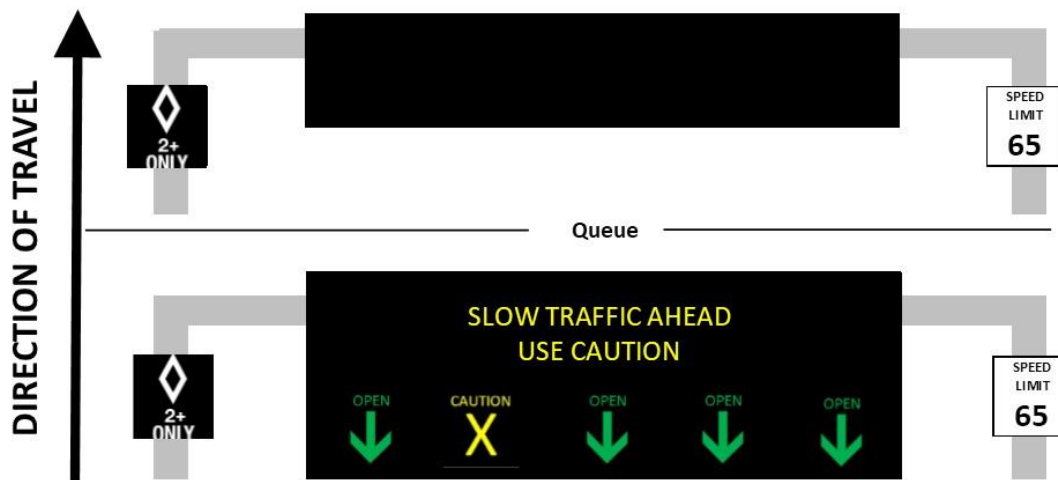 DIRECTION OF TRAVEL
2+
ONLY
SPEED
LIMIT
65
Queue
SLOW TRAFFIC AHEAD
USE CAUTION
2+
ONLY
OPEN
CAUTION
X
OPEN
OPEN
OPEN
SPEED
LIMIT
65